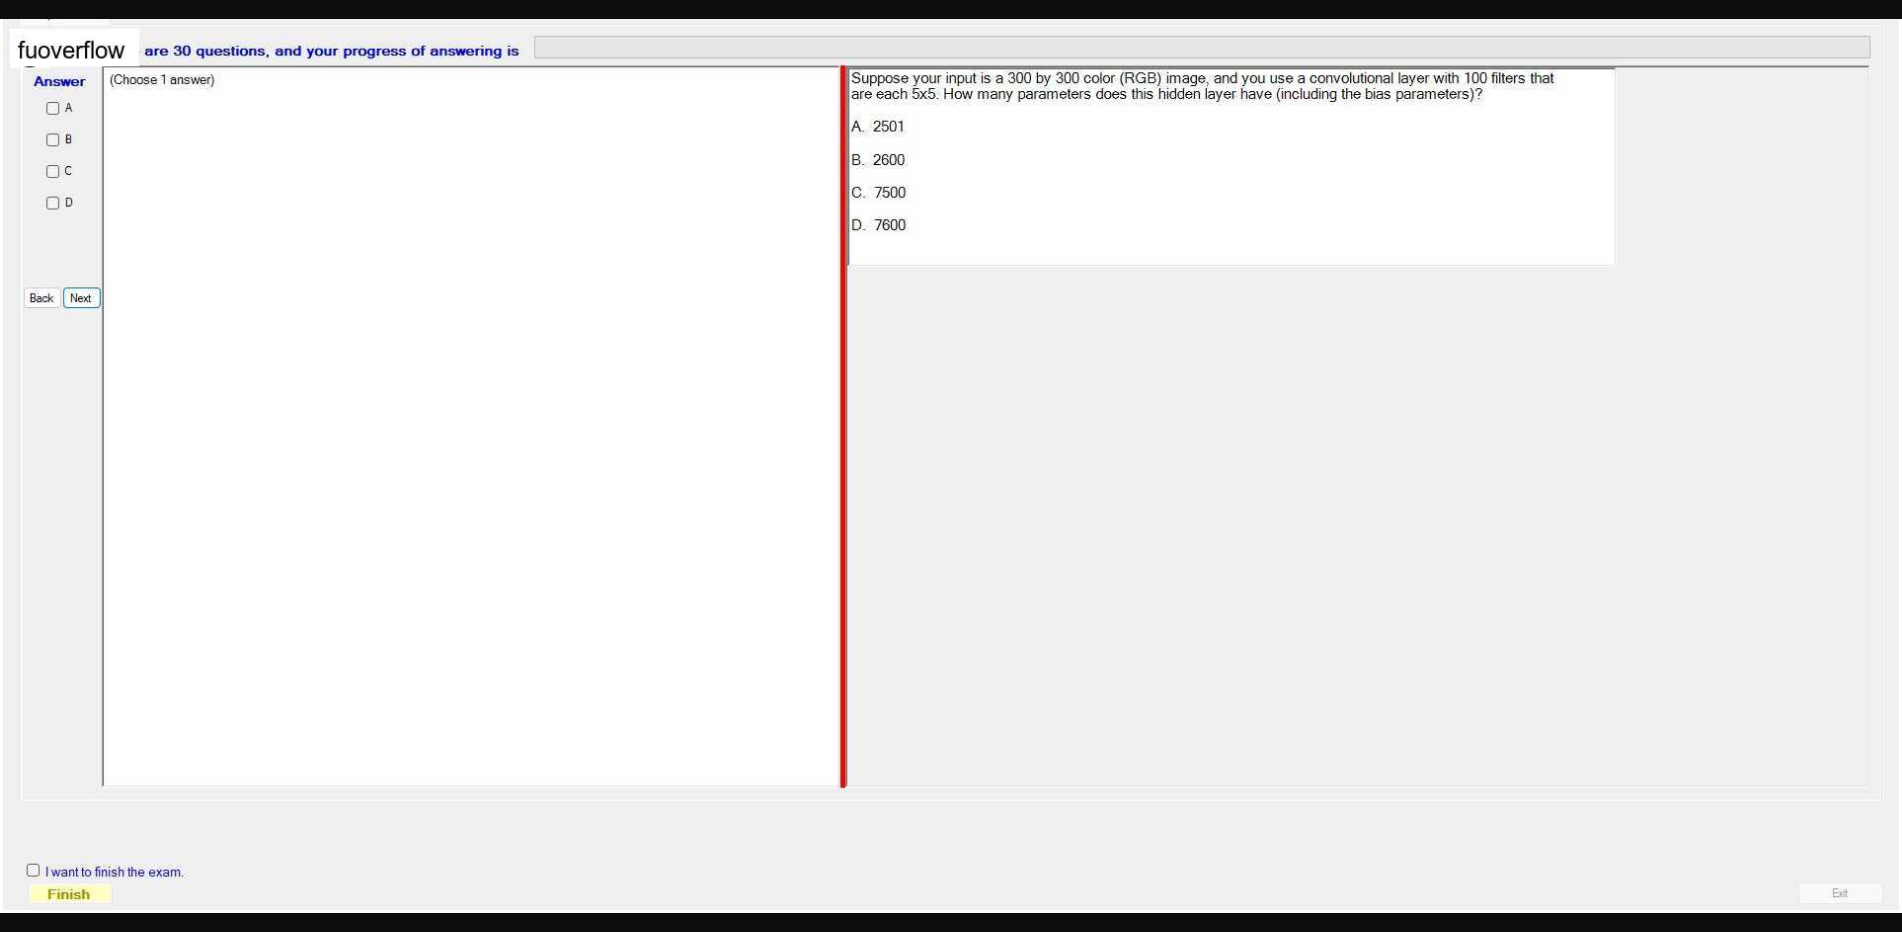 fuoverflow are 30 questions, and your progress of answering is
Answer
A
B
C
D
Back Next
(Choose 1 answer)
Suppose your input is a 300 by 300 color (RGB) image, and you use a convolutional layer with 100 filters that
are each 5x5. How many parameters does this hidden layer have (including the bias parameters)?
A. 2501
B. 2600
C. 7500
D. 7600
I want to finish the exam.
Finish
Exit